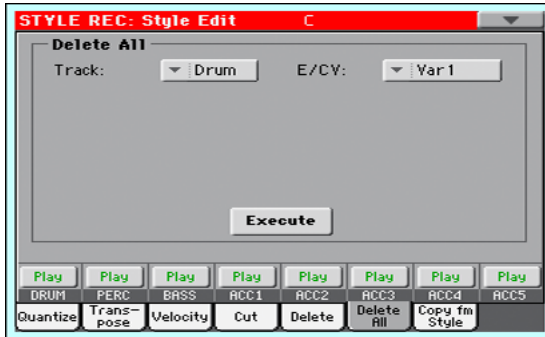 STYLE REC: Style Edit C
Delete All
Track: Drum E/CV: Var1
Execute
Play Play Play Play Play Play Play Play
DRUM PERC BASS ACC1 ACC2 ACC3 ACC4 ACC5
Quantize Trans-pose Velocity Cut Delete Delete All Copy fm Style